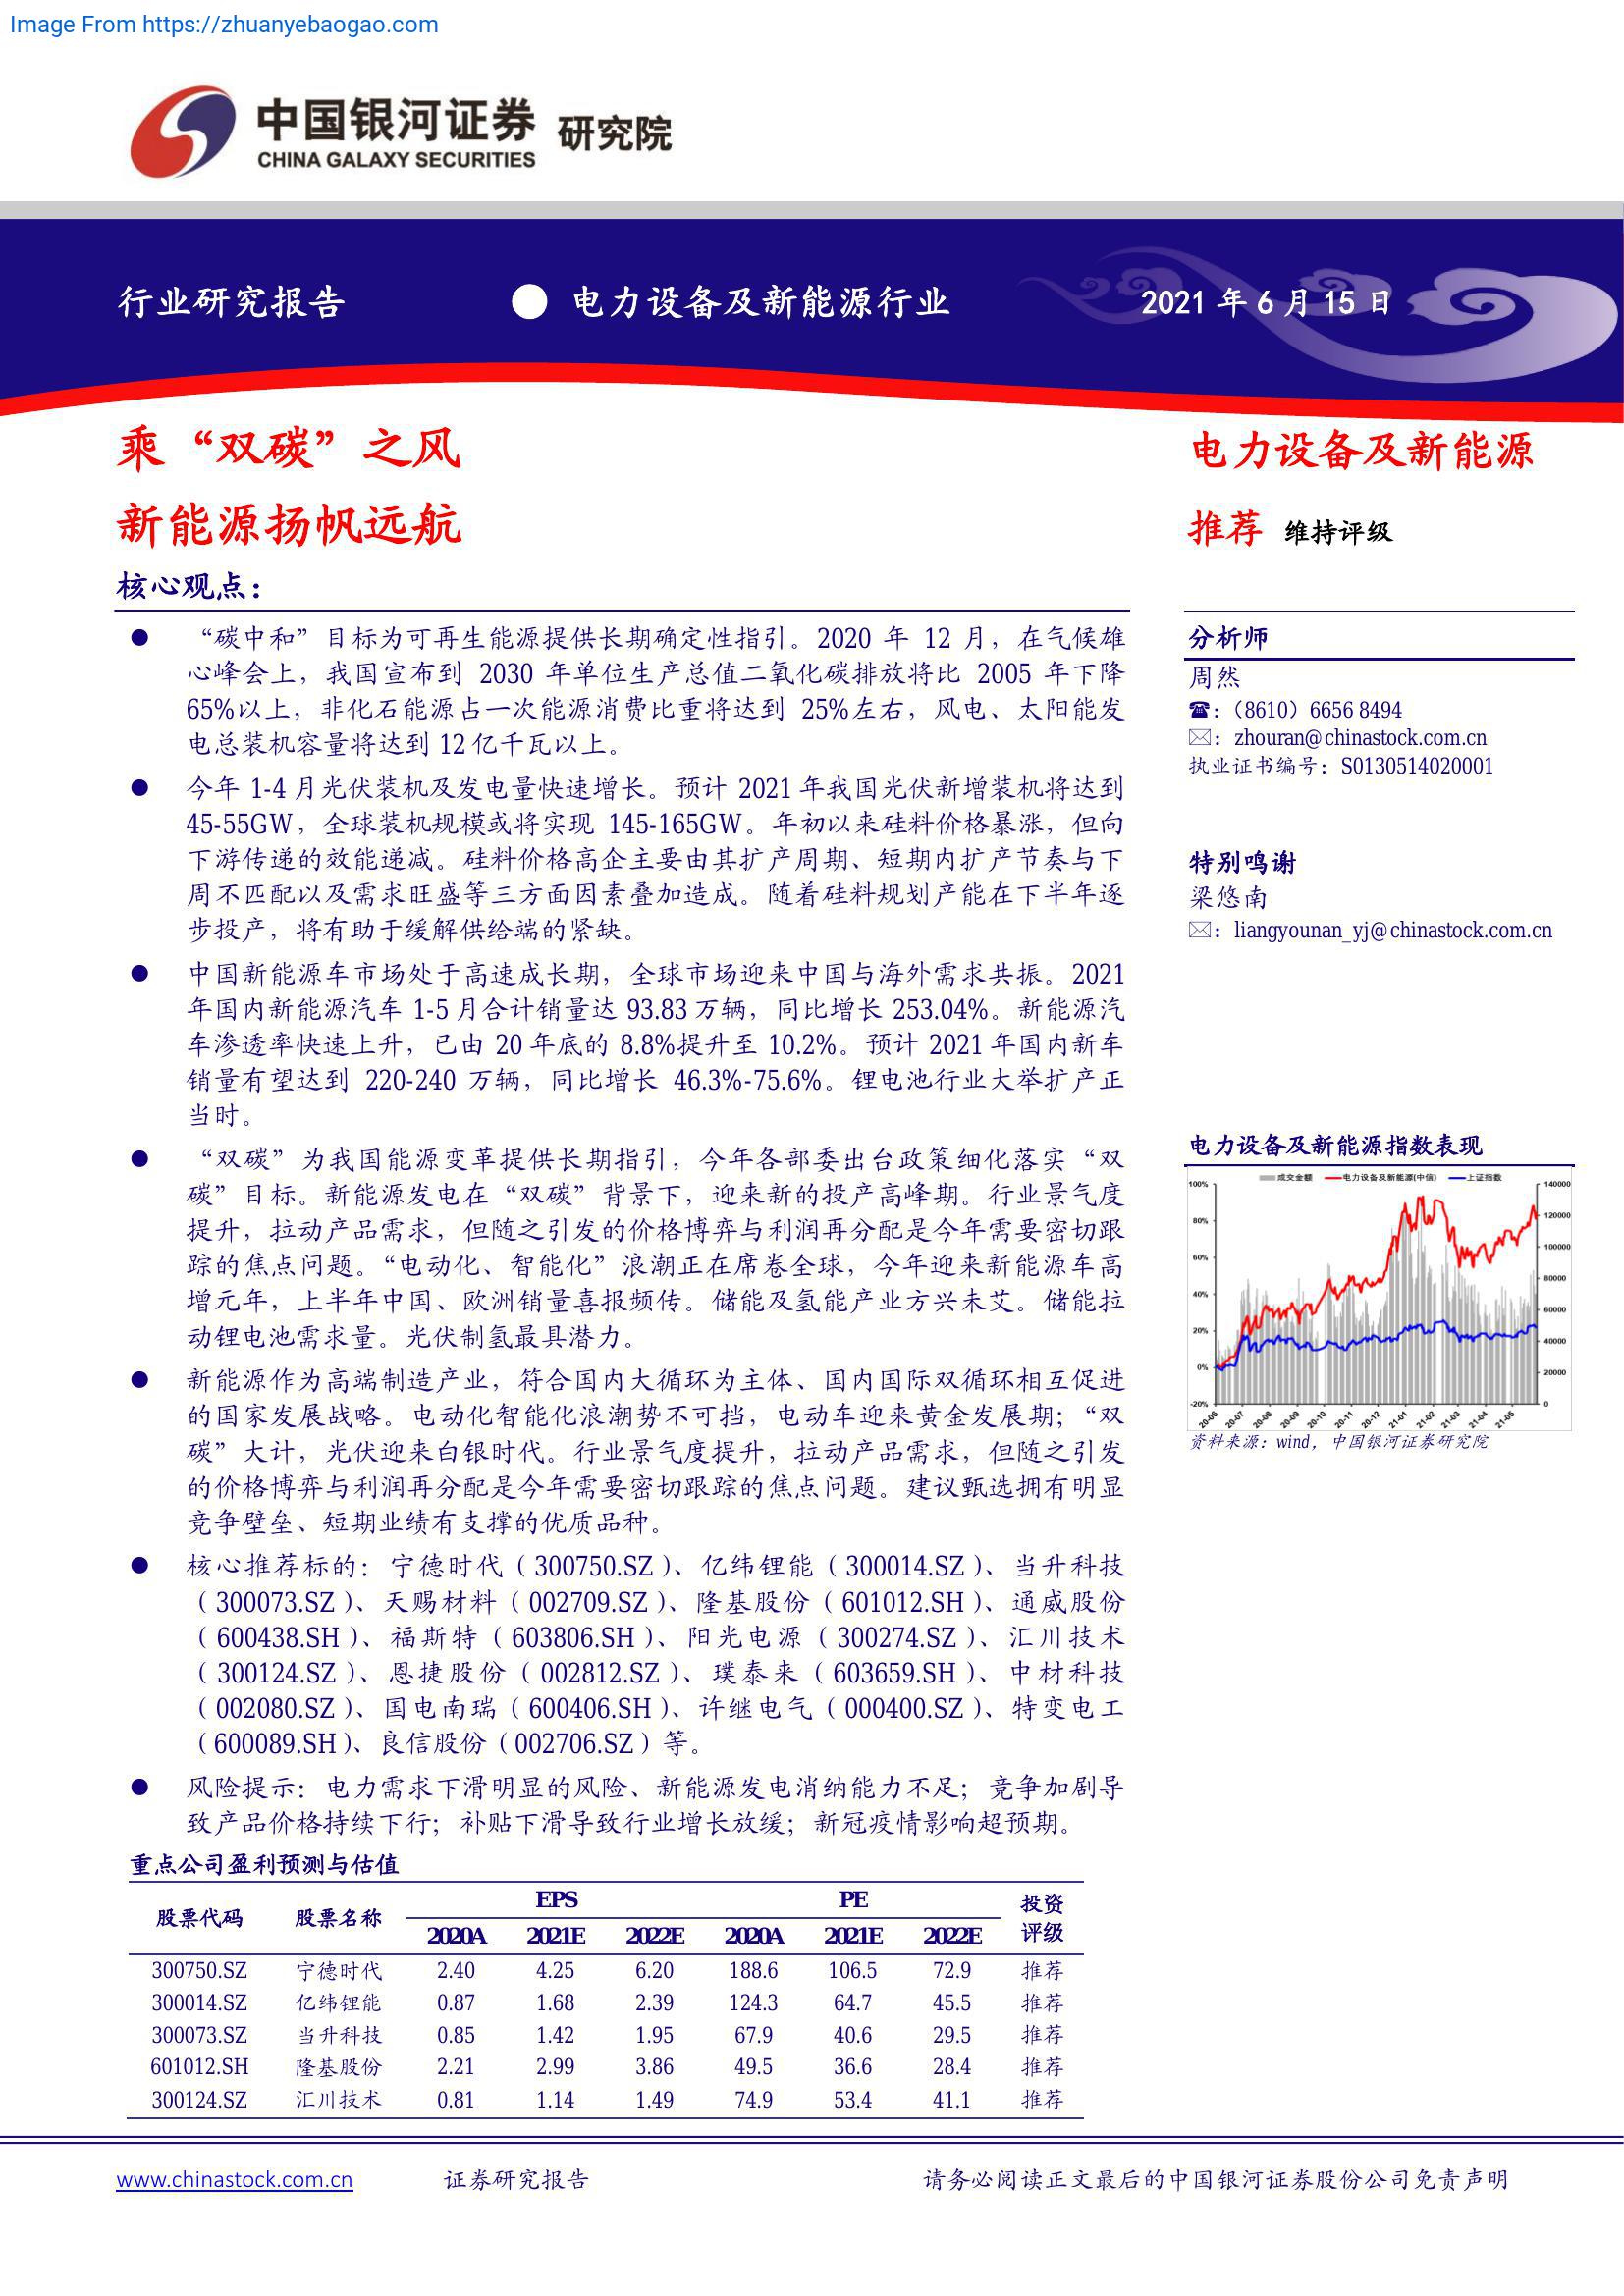 Image From https://zhuanyebaogao.com
中国银河证券 研究院
CHINA GALAXY SECURITIES
行业研究报告 ● 电力设备及新能源行业 2021 年 6 月 15 日
乘“双碳”之风
新能源扬帆远航
核心观点：
● “碳中和”目标为可再生能源提供长期确定性指引。2020 年 12 月，在气候雄
心峰会上，我国宣布到 2030 年单位生产总值二氧化碳排放将比 2005 年下降
65%以上，非化石能源占一次能源消费比重将达到 25%左右，风电、太阳能发
电总装机容量将达到 12 亿千瓦以上。
● 今年 1-4 月光伏装机及发电量快速增长。预计 2021 年我国光伏新增装机将达到
45-55GW，全球装机规模或将实现 145-165GW。年初以来硅料价格暴涨，但向
下游传递的效能递减。硅料价格高企主要由其扩产周期、短期内扩产节奏与下
周不匹配以及需求旺盛等三方面因素叠加造成。随着硅料规划产能在下半年逐
步投产，将有助于缓解供给端的紧缺。
● 中国新能源车市场处于高速成长期，全球市场迎来中国与海外需求共振。2021
年国内新能源汽车 1-5 月合计销量达 93.83 万辆，同比增长 253.04%。新能源汽
车渗透率快速上升，已由 20 年底的 8.8%提升至 10.2%。预计 2021 年国内新车
销量有望达到 220-240 万辆，同比增长 46.3%-75.6%。锂电池行业大举扩产正
当时。
● “双碳”为我国能源变革提供长期指引，今年各部委出台政策细化落实“双
碳”目标。新能源发电在“双碳”背景下，迎来新的投产高峰期。行业景气度
提升，拉动产品需求，但随之引发的价格博弈与利润再分配是今年需要密切跟
踪的焦点问题。“电动化、智能化”浪潮正在席卷全球，今年迎来新能源车高
增元年，上半年中国、欧洲销量喜报频传。储能及氢能产业方兴未艾。储能拉
动锂电池需求量。光伏制氢最具潜力。
● 新能源作为高端制造产业，符合国内大循环为主体、国内国际双循环相互促进
的国家发展战略。电动化智能化浪潮势不可挡，电动车迎来黄金发展期；“双
碳”大计，光伏迎来白银时代。行业景气度提升，拉动产品需求，但随之引发
的价格博弈与利润再分配是今年需要密切跟踪的焦点问题。建议甄选拥有明显
竞争壁垒、短期业绩有支撑的优质品种。
● 核心推荐标的：宁德时代（300750.SZ）、亿纬锂能（300014.SZ）、当升科技
（300073.SZ）、天赐材料（002709.SZ）、隆基股份（601012.SH）、通威股份
（600438.SH）、福斯特（603806.SH）、阳光电源（300274.SZ）、汇川技术
（300124.SZ）、恩捷股份（002812.SZ）、璞泰来（603659.SH）、中材科技
（002080.SZ）、国电南瑞（600406.SH）、许继电气（000400.SZ）、特变电工
（600089.SH）、良信股份（002706.SZ）等。
● 风险提示：电力需求下滑明显的风险、新能源发电消纳能力不足；竞争加剧导
致产品价格持续下行；补贴下滑导致行业增长放缓；新冠疫情影响超预期。
重点公司盈利预测与估值
股票代码 股票名称 EPS PE 投资评级
2020A 2021E 2022E 2020A 2021E 2022E
300750.SZ 宁德时代 2.40 4.25 6.20 188.6 106.5 72.9 推荐
300014.SZ 亿纬锂能 0.87 1.68 2.39 124.3 64.7 45.5 推荐
300073.SZ 当升科技 0.85 1.42 1.95 67.9 40.6 29.5 推荐
601012.SH 隆基股份 2.21 2.99 3.86 49.5 36.6 28.4 推荐
300124.SZ 汇川技术 0.81 1.14 1.49 74.9 53.4 41.1 推荐
电力设备及新能源
推荐 维持评级
分析师
周然
☎：（8610）6656 8494
✉：zhouran@chinastock.com.cn
执业证书编号：S0130514020001
特别鸣谢
梁悠南
✉：liangyounan_yj@chinastock.com.cn
电力设备及新能源指数表现
成交金额 电力设备及新能源(中信) 上证指数
100% 140000
80% 120000
60% 100000
80000
40% 60000
20% 40000
0% 20000
-20% 0
20-06 20-07 20-08 20-09 20-10 20-11 20-12 21-01 21-02 21-03 21-04 21-05
资料来源：wind，中国银河证券研究院
www.chinastock.com.cn 证券研究报告 请务必阅读正文最后的中国银河证券股份公司免责声明